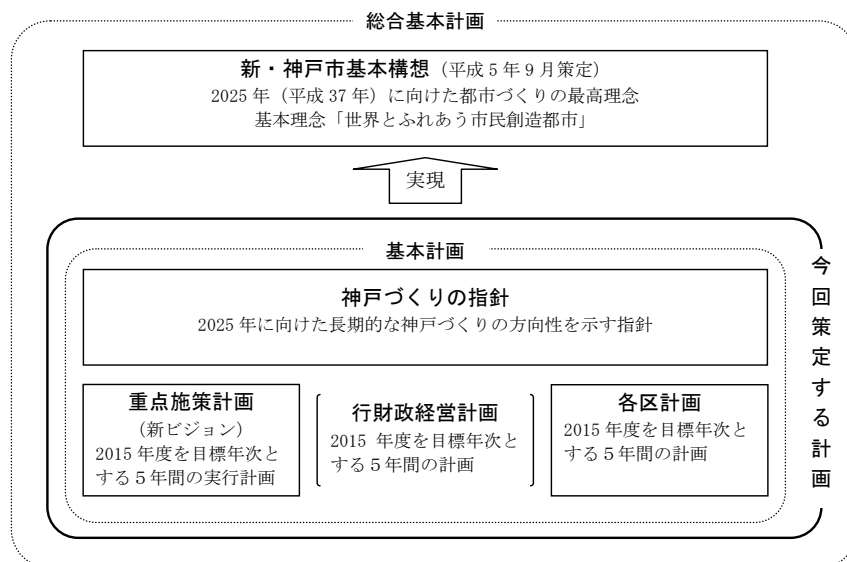 総合基本計画
新・神戸市基本構想（平成5年9月策定）
2025年（平成37年）に向けた都市づくりの最高理念
基本理念「世界とふれあう市民創造都市」
実現
基本計画
神戸づくりの指針
2025年に向けた長期的な神戸づくりの方向性を示す指針
重点施策計画
（新ビジョン）
2015年度を目標年次と
する５年間の実行計画
行財政経営計画
2015 年度を目標年次と
する５年間の計画
各区計画
2015年度を目標年次と
する５年間の計画
今回策定する計画